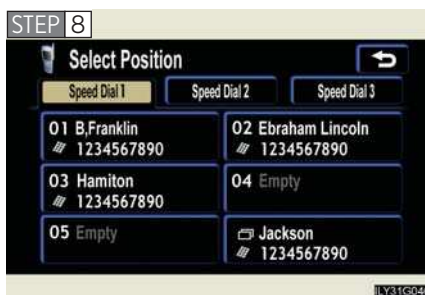 STEP 8
Select Position
Speed Dial 1 Speed Dial 2 Speed Dial 3
01 B,Franklin
1234567890
02 Ebraham Lincoln
1234567890
03 Hamiton
1234567890
04 Empty
05 Empty
Jackson
1234567890